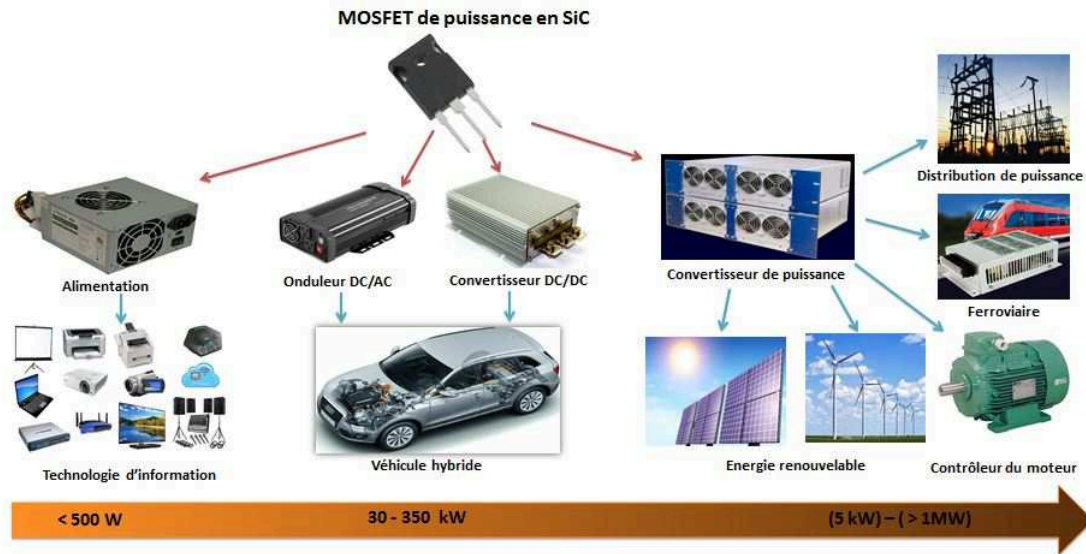 MOSFET de puissance en SiC
Distribution de puissance
Alimentation
Onduleur DC/AC
Convertisseur DC/DC
Convertisseur de puissance
Ferroviaire
Technologie d'information
Véhicule hybride
Energie renouvelable
Contrôleur du moteur
< 500 W
30 - 350 kW
(5 kW) – ( > 1MW)